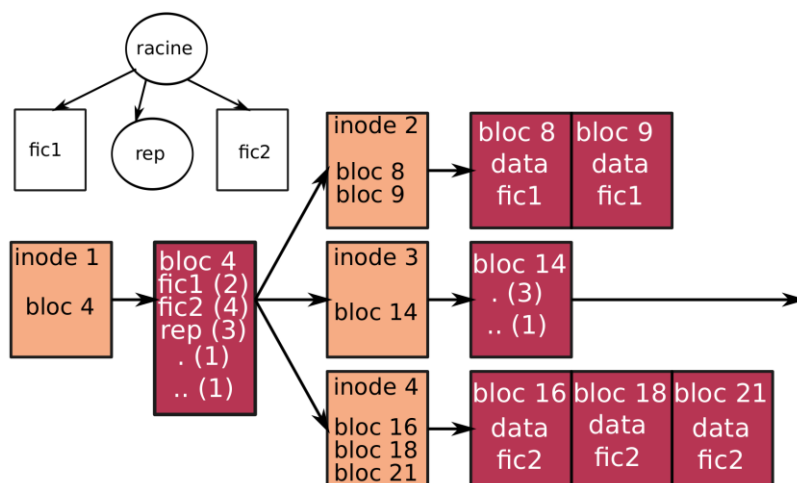 racine
fic1
rep
fic2
inode 1
bloc 4
bloc 4
fic1 (2)
fic2 (4)
rep (3)
. (1)
.. (1)
inode 2
bloc 8
bloc 9
bloc 8
data
fic1
bloc 9
data
fic1
inode 3
bloc 14
bloc 14
. (3)
.. (1)
inode 4
bloc 16
bloc 18
bloc 21
bloc 16
data
fic2
bloc 18
data
fic2
bloc 21
data
fic2